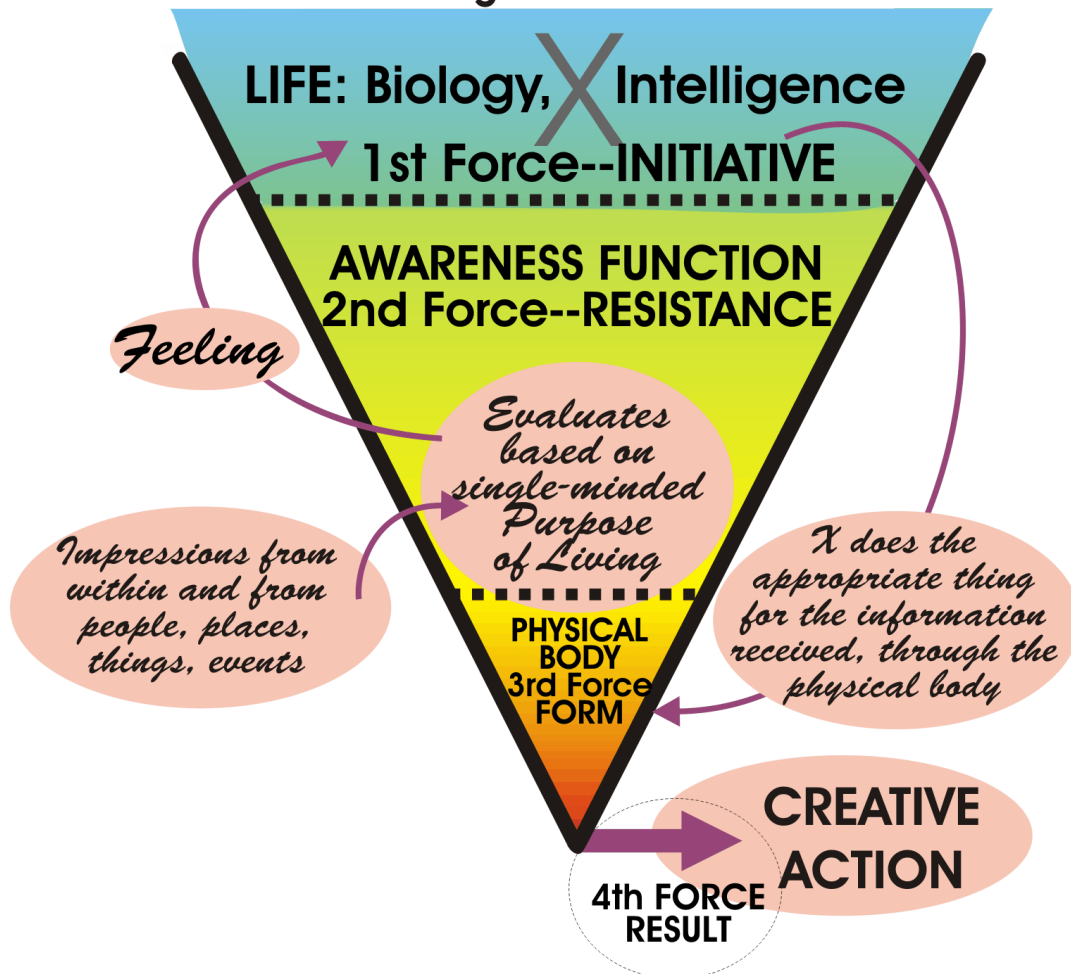 LIFE: Biology, X Intelligence
1st Force--INITIATIVE
AWARENESS FUNCTION
2nd Force--RESISTANCE
Feeling
Evaluates
based on
single-minded
Purpose
of Living
Impressions from
within and from
people, places,
things, events
X does the
appropriate thing
for the information
received, through the
physical body
PHYSICAL
BODY
3rd Force
FORM
CREATIVE
ACTION
4th FORCE
RESULT